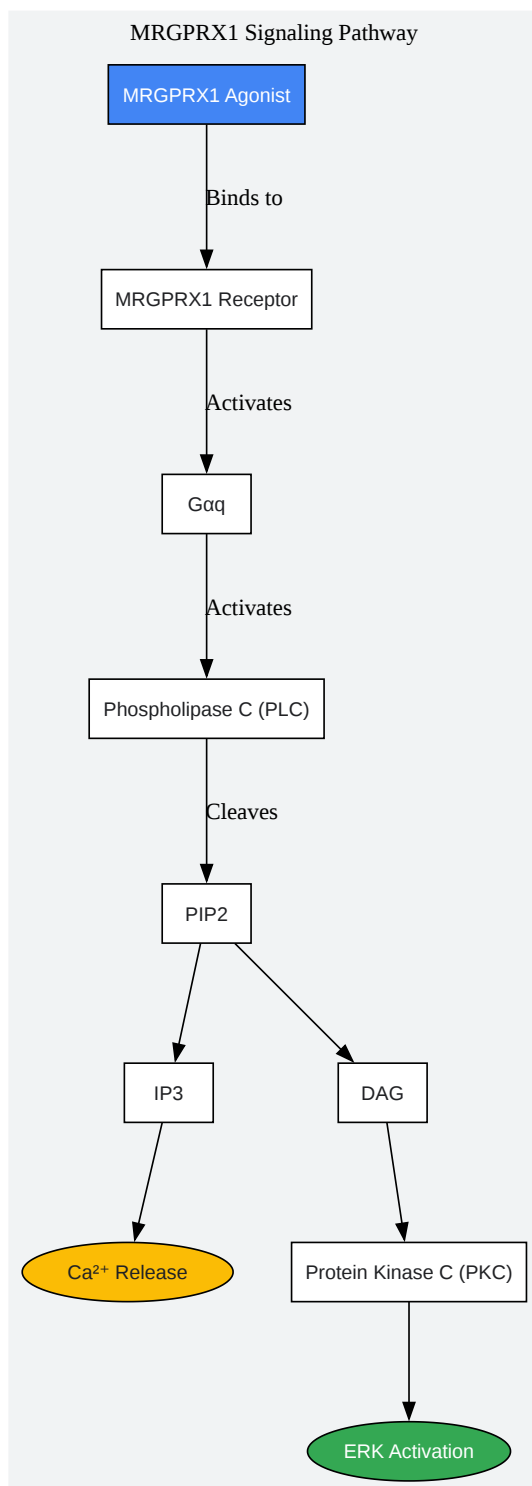 MRGPRX1 Signaling Pathway
MRGPRX1 Agonist
Binds to
MRGPRX1 Receptor
Activates
Gαq
Activates
Phospholipase C (PLC)
Cleaves
PIP2
IP3
DAG
Ca²⁺ Release
Protein Kinase C (PKC)
ERK Activation